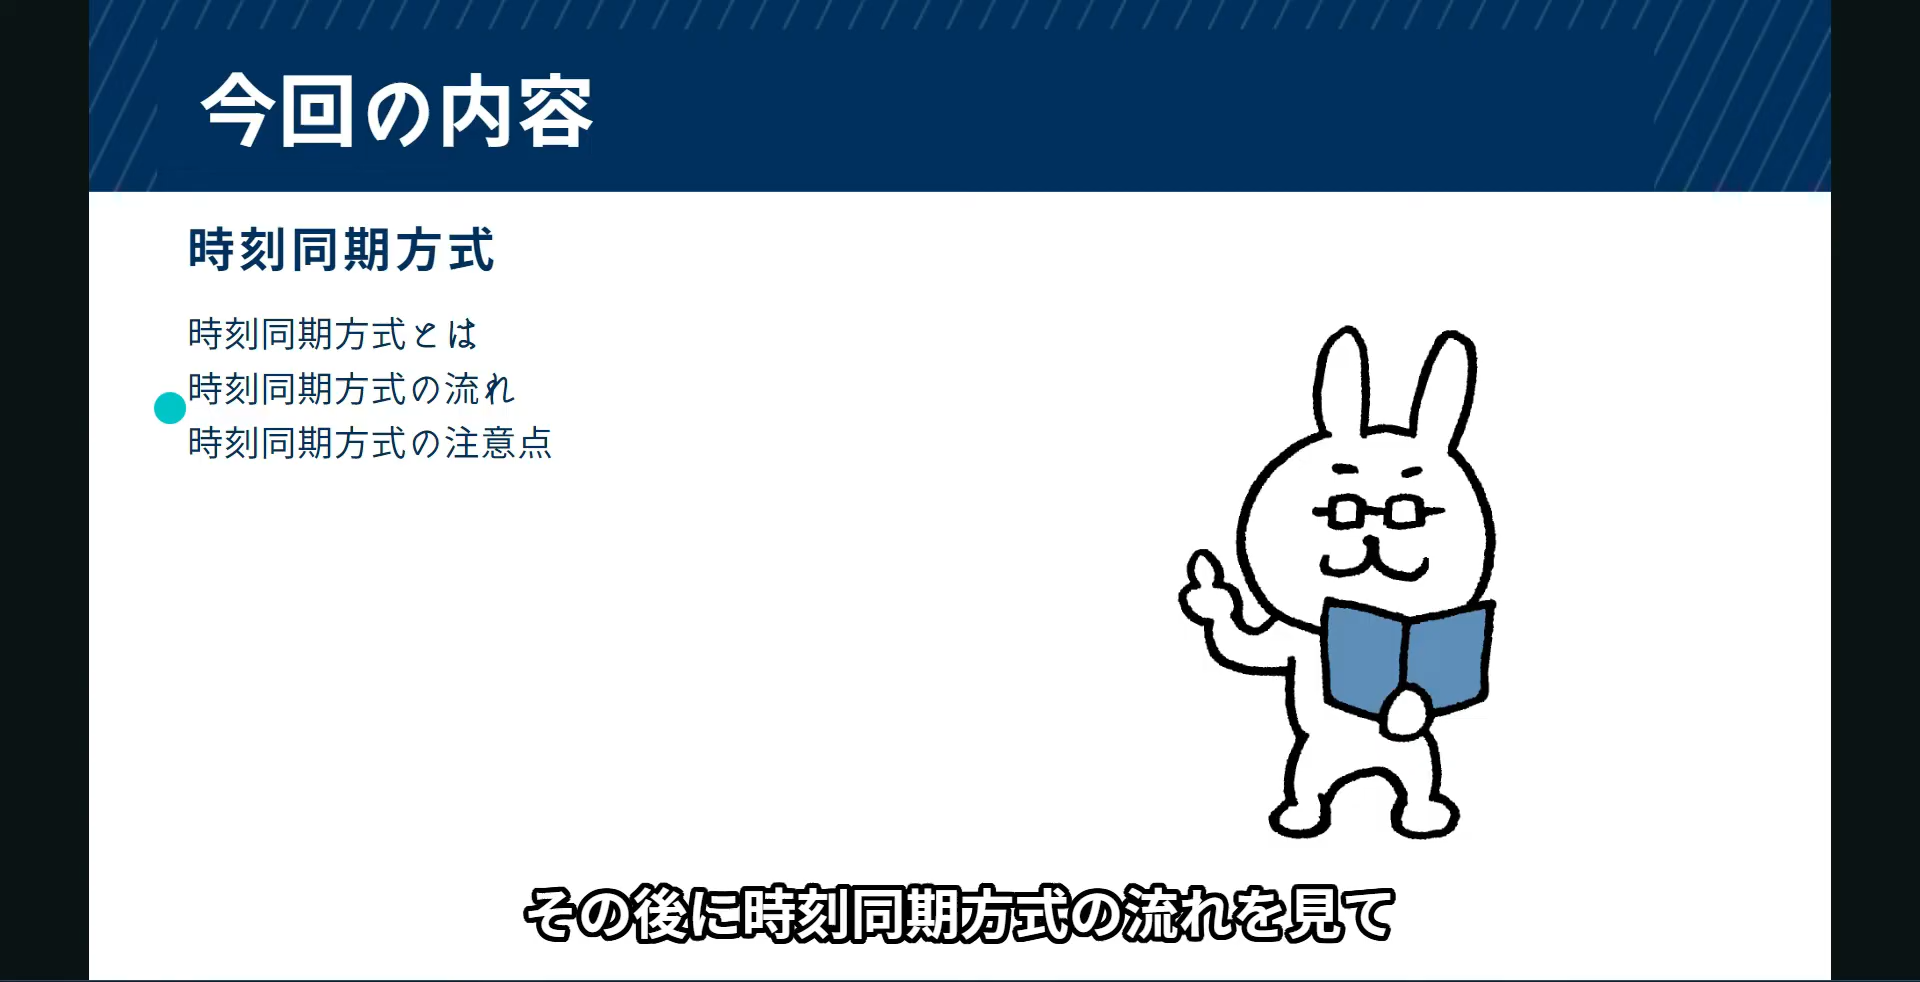 今回の内容
時刻同期方式
時刻同期方式とは
時刻同期方式の流れ
時刻同期方式の注意点
その後に時刻同期方式の流れを見て